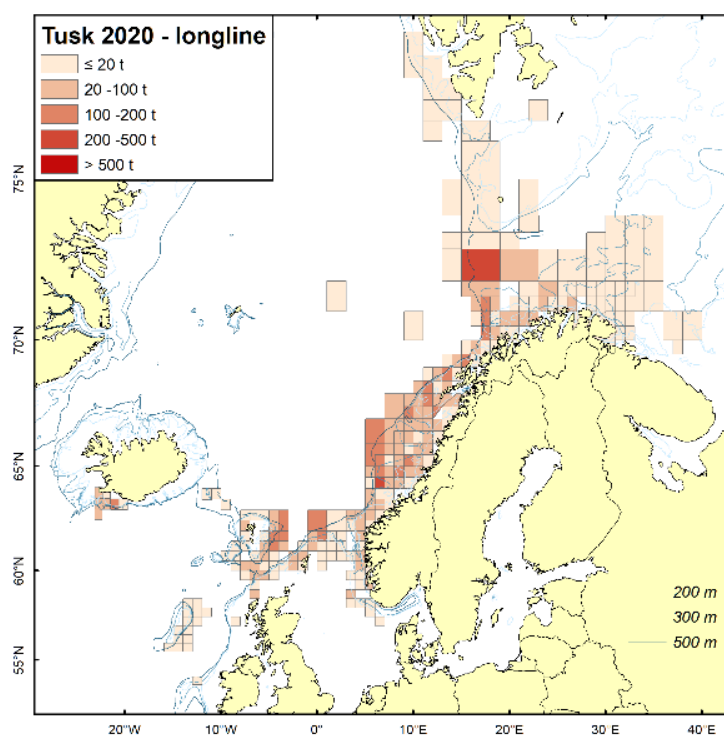 Tusk 2020 - longline
≤ 20 t
20 -100 t
100 -200 t
200 -500 t
> 500 t
75°N
70°N
65°N
60°N
55°N
200 m
300 m
500 m
20°W
10°W
0°
10°E
20°E
30°E
40°E